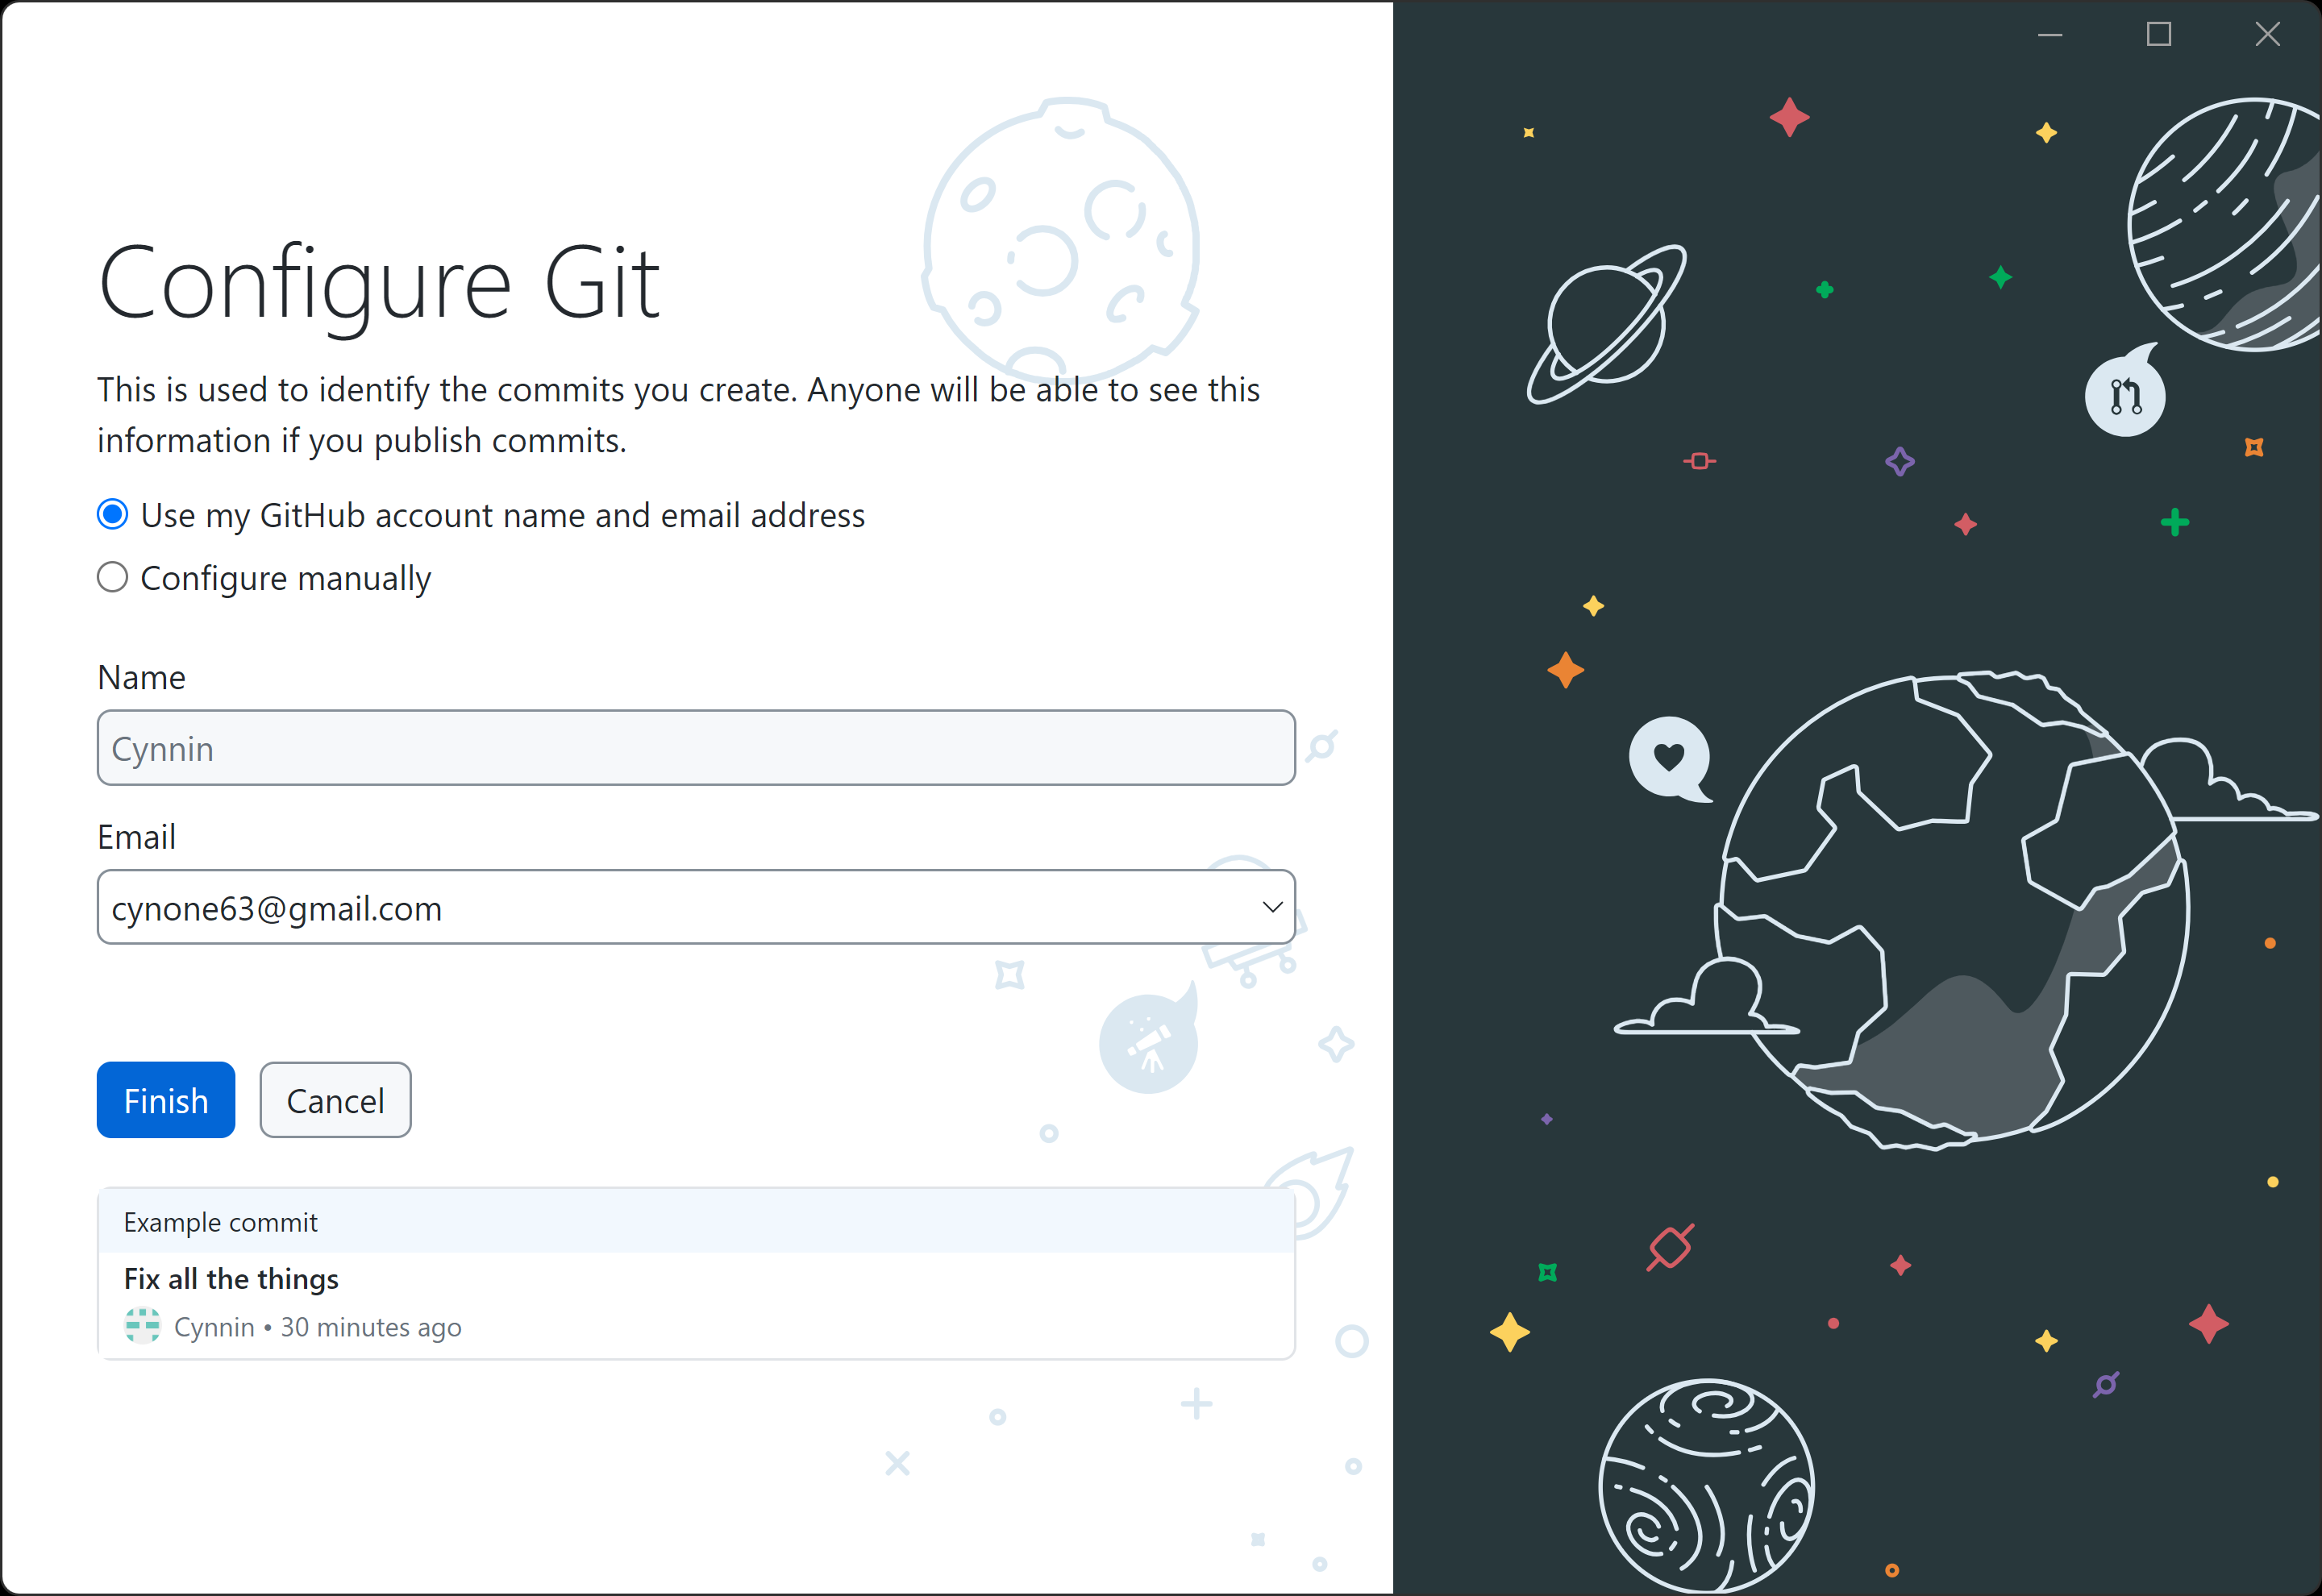 Configure Git
This is used to identify the commits you create. Anyone will be able to see this
information if you publish commits.
Use my GitHub account name and email address
Configure manually
Name
Cynnin
Email
cynone63@gmail.com
Finish
Cancel
Example commit
Fix all the things
Cynnin • 30 minutes ago